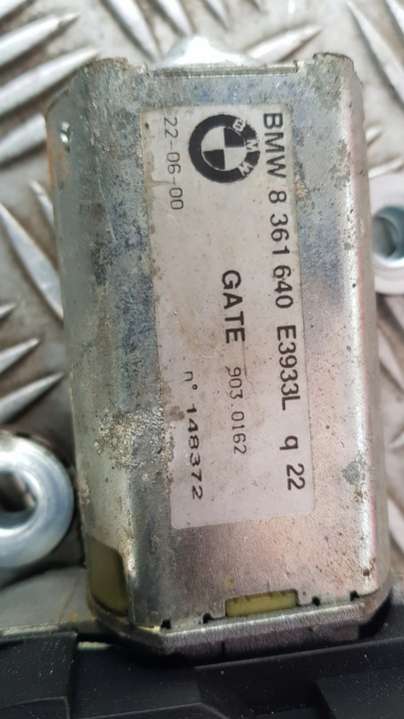 BMW 8 361 640 E3933L q 22
BMW
22-06-00
GATE 903.0162
n° 148372